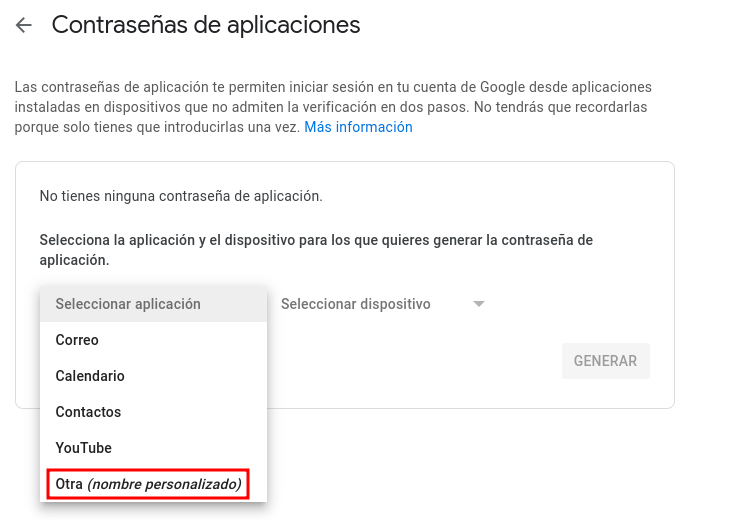 Contraseñas de aplicaciones
Las contraseñas de aplicación te permiten iniciar sesión en tu cuenta de Google desde aplicaciones
instaladas en dispositivos que no admiten la verificación en dos pasos. No tendrás que recordarlas
porque solo tienes que introducirlas una vez. Más información
No tienes ninguna contraseña de aplicación.
Selecciona la aplicación y el dispositivo para los que quieres generar la contraseña de
aplicación.
Seleccionar aplicación
Seleccionar dispositivo
Correo
Calendario
Contactos
YouTube
Otra (nombre personalizado)
GENERAR